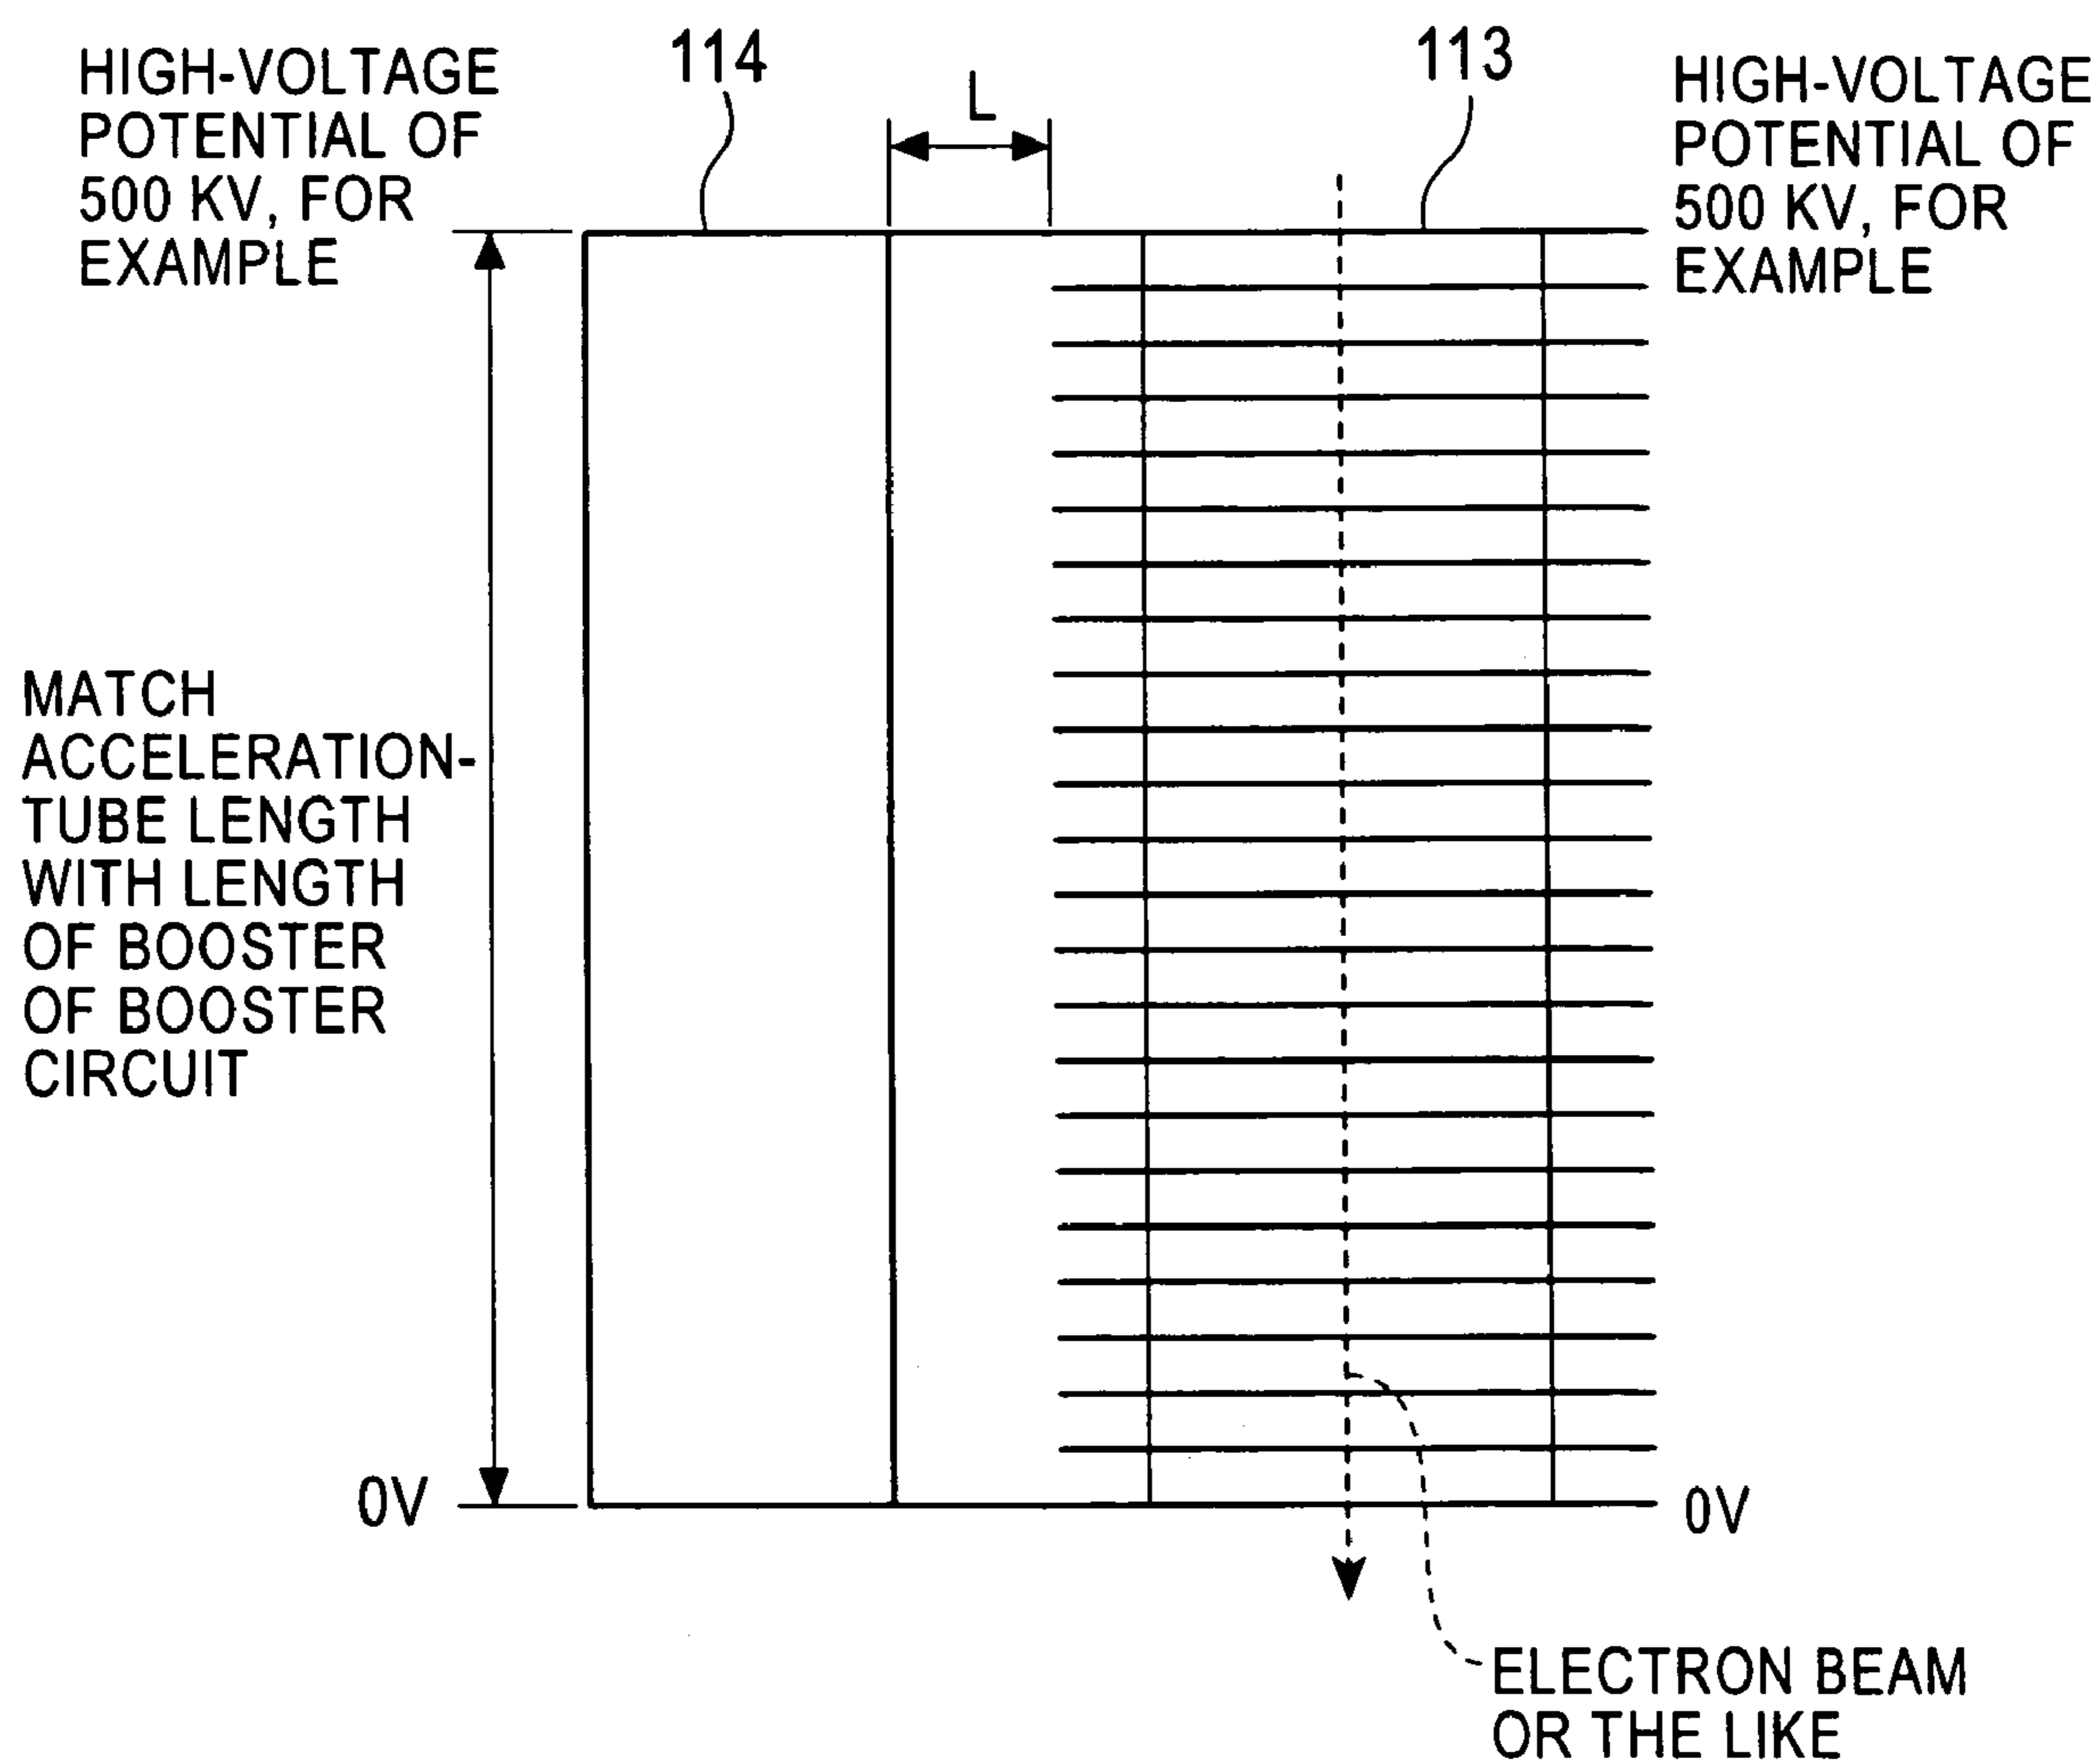 HIGH-VOLTAGE
POTENTIAL OF
500 KV, FOR
EXAMPLE
114
L
113
HIGH-VOLTAGE
POTENTIAL OF
500 KV, FOR
EXAMPLE
MATCH
ACCELERATION-
TUBE LENGTH
WITH LENGTH
OF BOOSTER
OF BOOSTER
CIRCUIT
0V
0V
ELECTRON BEAM
OR THE LIKE